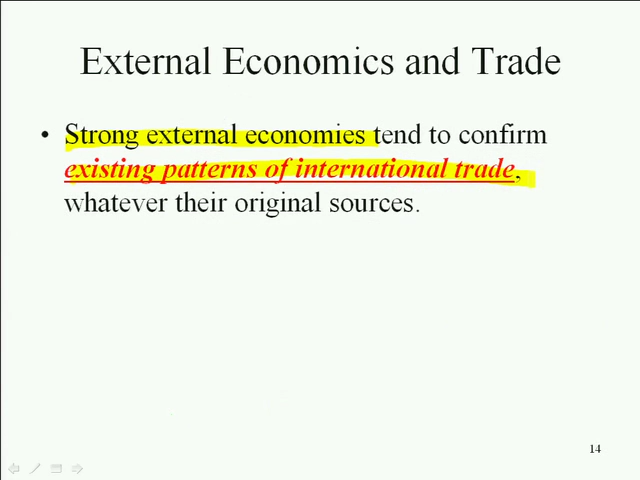 External Economics and Trade
• Strong external economies tend to confirm
existing patterns of international trade,
whatever their original sources.
14